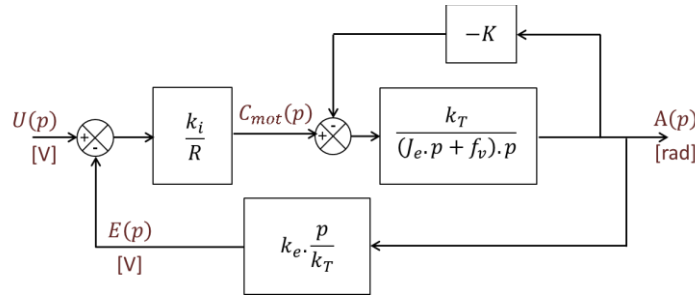 −K
U(p)
[V]
+
-
k_i
R
C_mot(p)
+
-
k_T
(J_e.p + f_v).p
A(p)
[rad]
E(p)
[V]
k_e. p
k_T